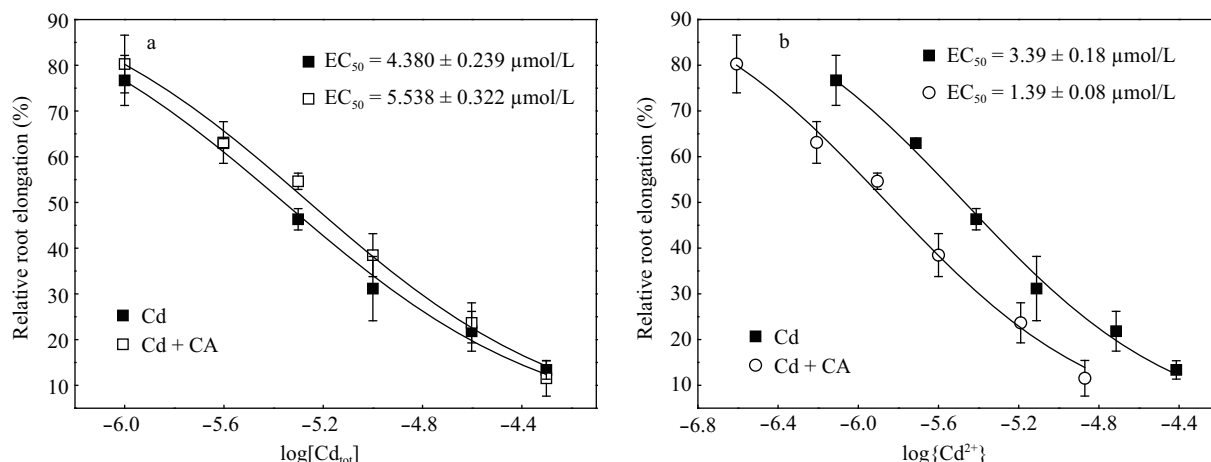 a
EC₅₀ = 4.380 ± 0.239 μmol/L
EC₅₀ = 5.538 ± 0.322 μmol/L
Cd
Cd + CA
90
80
70
60
50
40
30
20
10
Relative root elongation (%)
−6.0
−5.6
−5.2
−4.8
−4.4
log[Cdₜₒₜ]
b
EC₅₀ = 3.39 ± 0.18 μmol/L
EC₅₀ = 1.39 ± 0.08 μmol/L
Cd
Cd + CA
90
80
70
60
50
40
30
20
10
Relative root elongation (%)
−6.8
−6.4
−6.0
−5.6
−5.2
−4.8
−4.4
log{Cd²⁺}